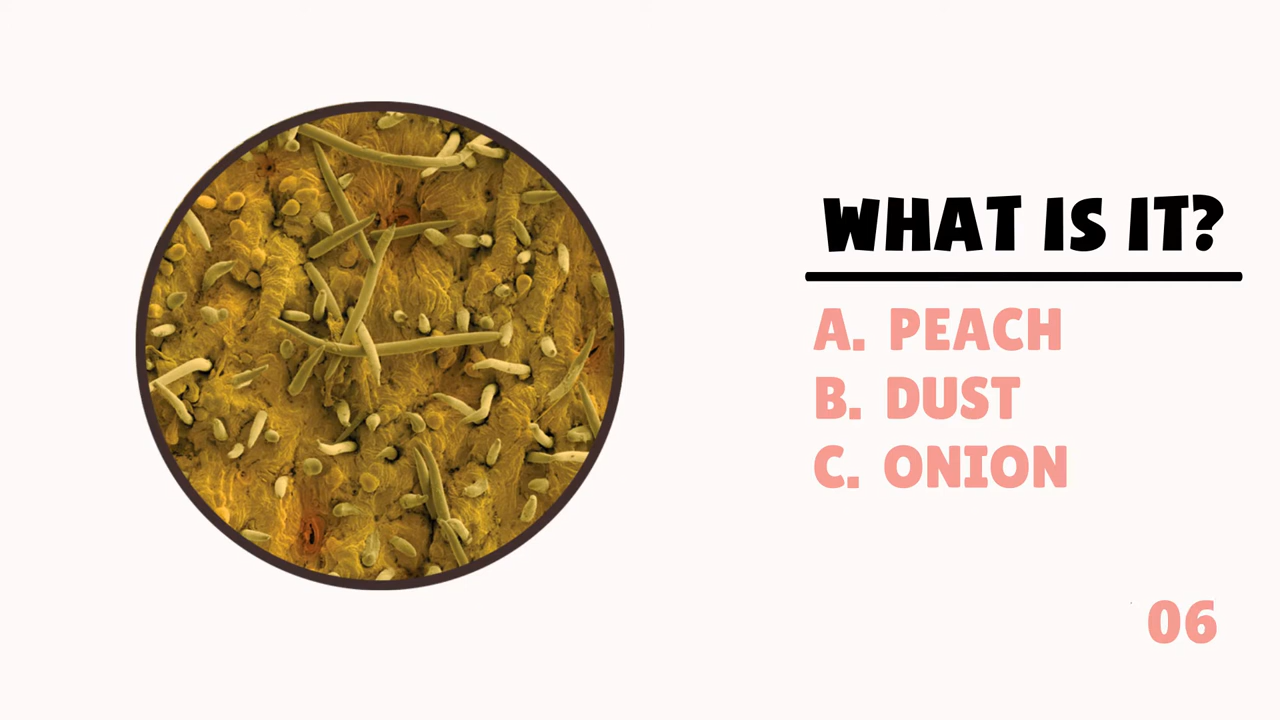 WHAT IS IT?
A. PEACH
B. DUST
C. ONION
06